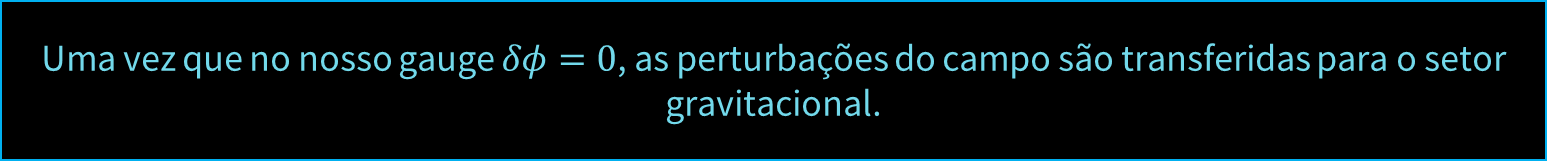 Uma vez que no nosso gauge δϕ = 0, as perturbações do campo são transferidas para o setor
gravitacional.